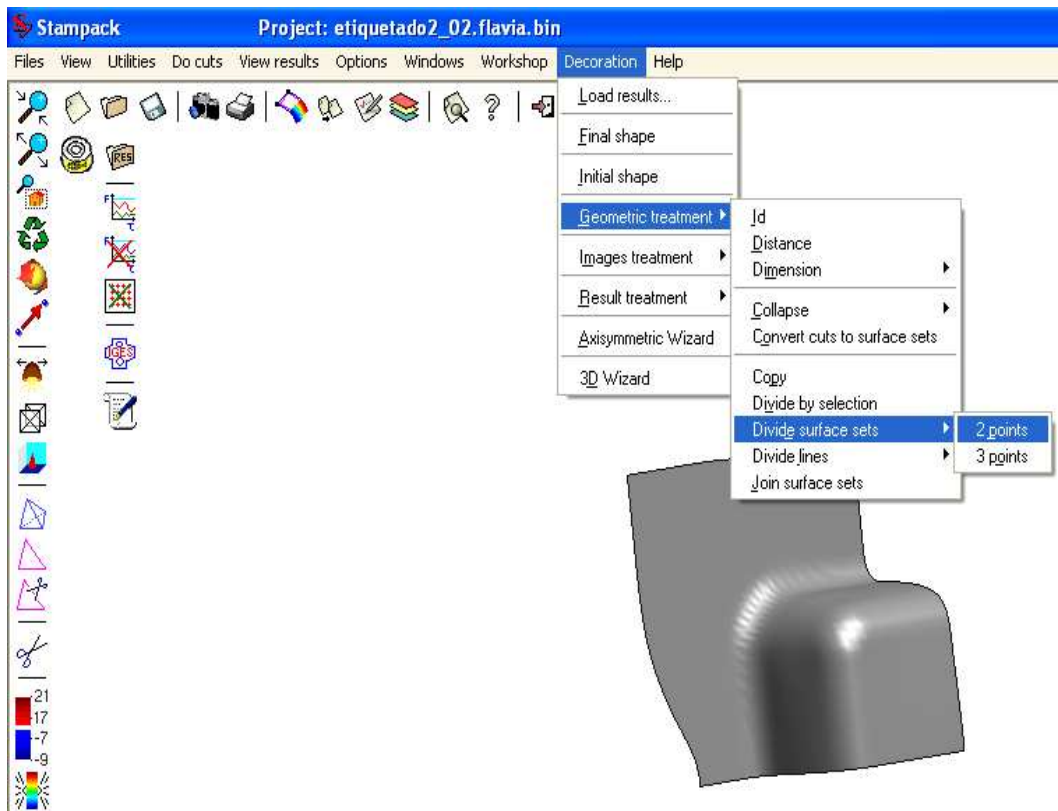 Stampack Project: etiquetado2_02.flavia.bin
Files View Utilities Do cuts View results Options Windows Workshop Decoration Help
Load results...
Final shape
Initial shape
Geometric treatment
Images treatment
Result treatment
Axisymmetric Wizard
3D Wizard
Id
Distance
Dimension
Collapse
Convert cuts to surface sets
Copy
Divide by selection
Divide surface sets
Divide lines
Join surface sets
2 points
3 points
RES
IGES
21
17
-7
-9